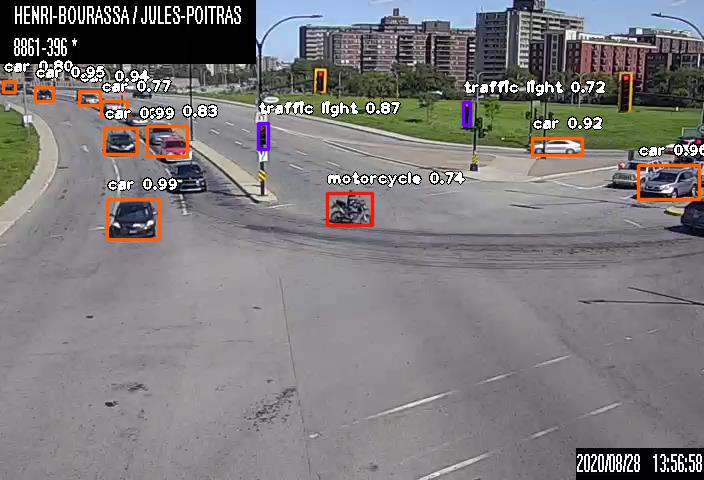 HENRI-BOURASSA / JULES-POITRAS
8861-396 *
car 0.80
car 0.95
0.94
car 0.77
car 0.99
0.83
traffic light 0.87
traffic light 0.72
car 0.92
car 0.96
car 0.99
motorcycle 0.74
2020/08/28 13:56:58